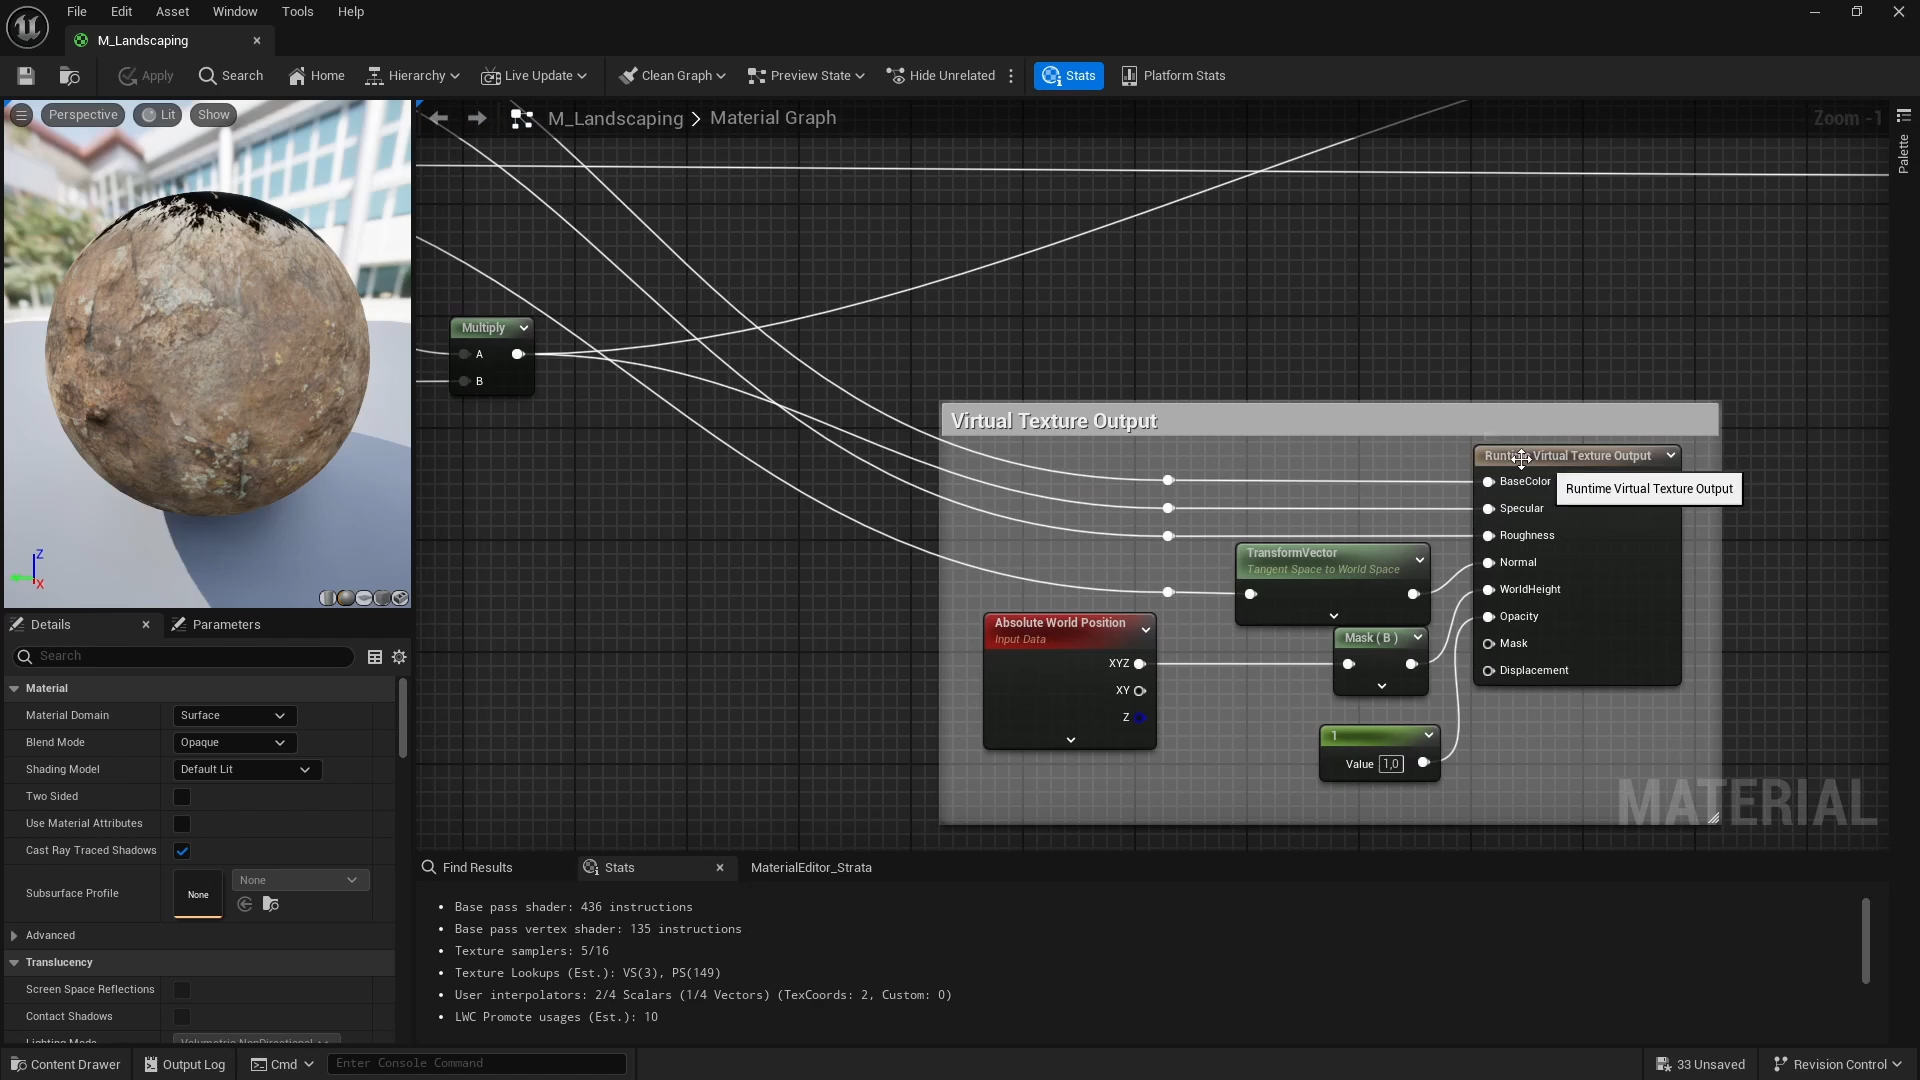 File Edit Asset Window Tools Help
M_Landscaping
Apply Search Home Hierarchy Live Update Clean Graph Preview State Hide Unrelated Stats Platform Stats
Perspective Lit Show
M_Landscaping > Material Graph
Zoom -1
Palette
Multiply
A
B
Virtual Texture Output
Runtime Virtual Texture Output
BaseColor
Runtime Virtual Texture Output
Specular
Roughness
Normal
WorldHeight
Opacity
Mask
Displacement
TransformVector
Tangent Space to World Space
Absolute World Position
Input Data
XYZ
XY
Z
Mask ( B )
1
Value 1,0
MATERIAL
Z
X
Details Parameters
Search
Material
Material Domain Surface
Blend Mode Opaque
Shading Model Default Lit
Two Sided
Use Material Attributes
Cast Ray Traced Shadows
Subsurface Profile None None
Advanced
Translucency
Screen Space Reflections
Contact Shadows
Lighting Mode Volumetric NonDirectional
Find Results Stats MaterialEditor_Strata
• Base pass shader: 436 instructions
• Base pass vertex shader: 135 instructions
• Texture samplers: 5/16
• Texture Lookups (Est.): VS(3), PS(149)
• User interpolators: 2/4 Scalars (1/4 Vectors) (TexCoords: 2, Custom: 0)
• LWC Promote usages (Est.): 10
Content Drawer Output Log Cmd Enter Console Command 33 Unsaved Revision Control